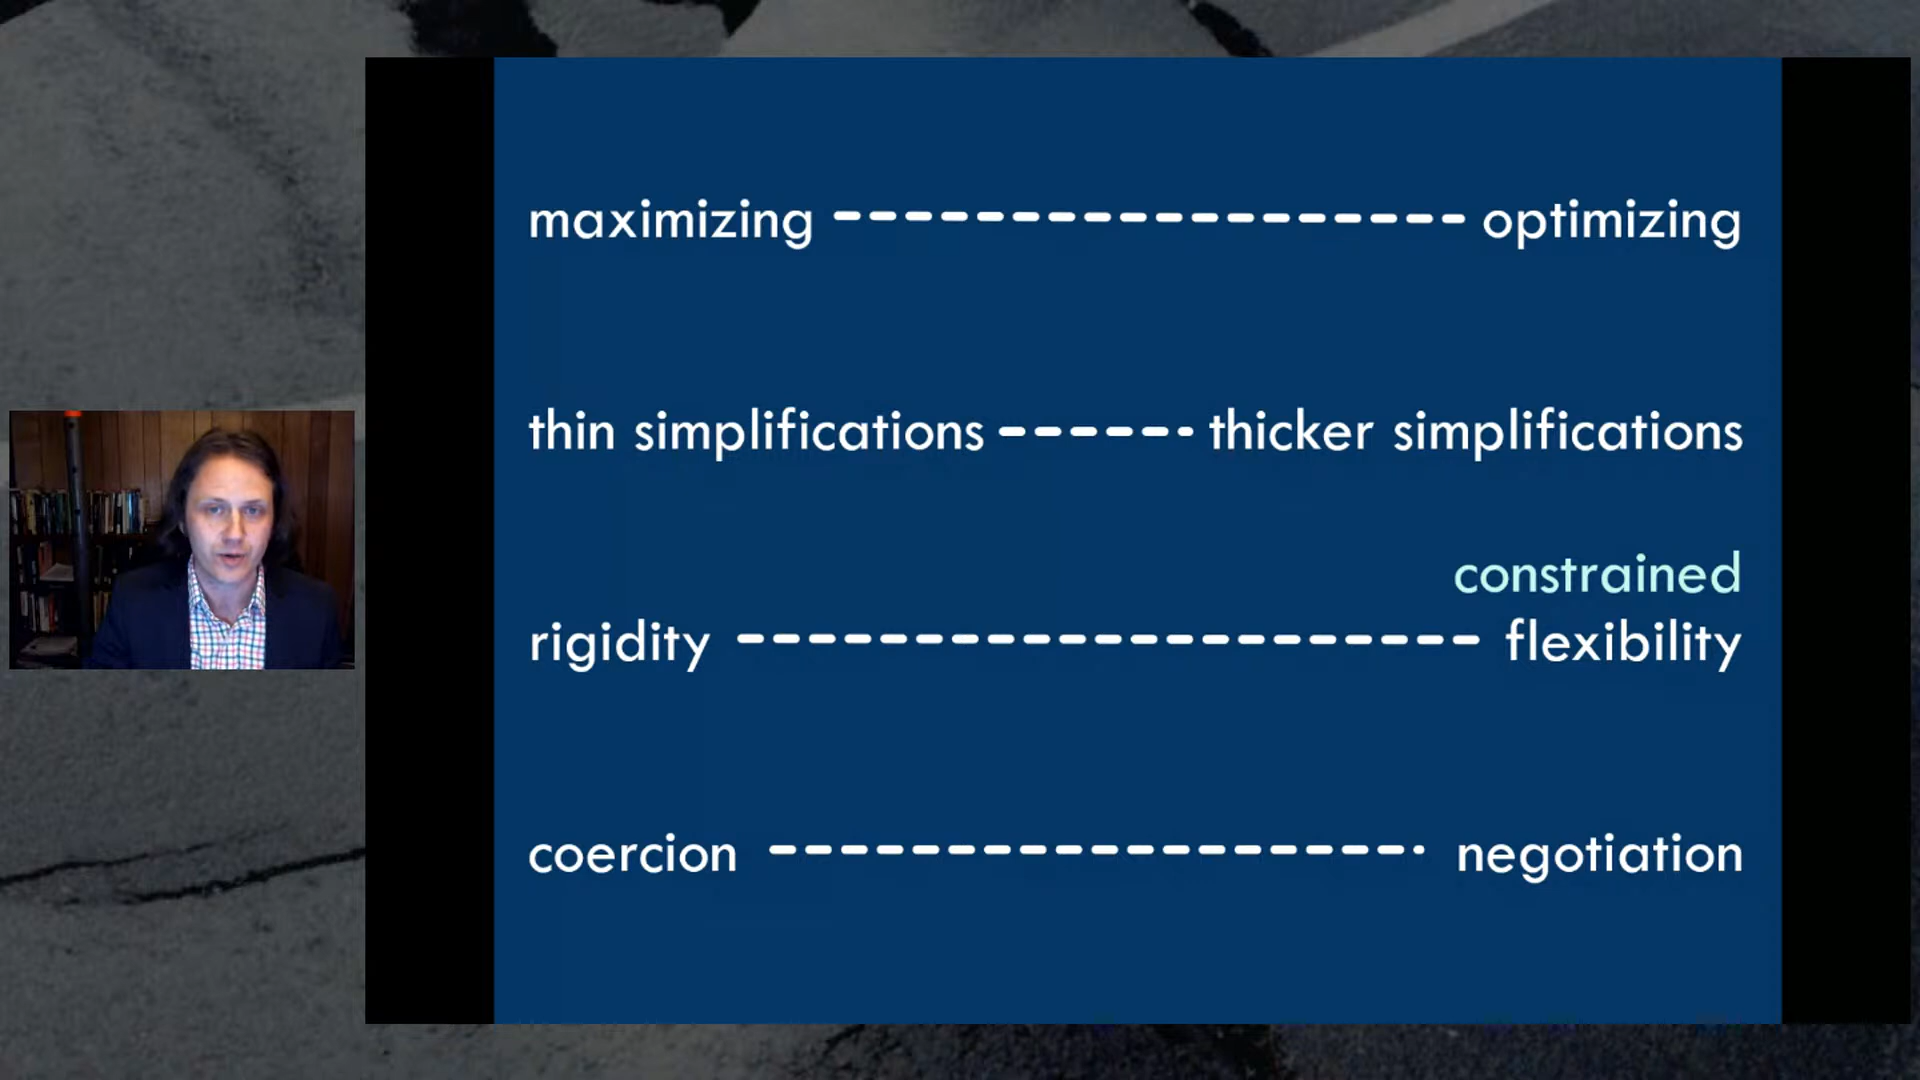 maximizing ------------------ optimizing
thin simplifications ------ thicker simplifications
constrained
rigidity --------------------- flexibility
coercion ------------------- negotiation